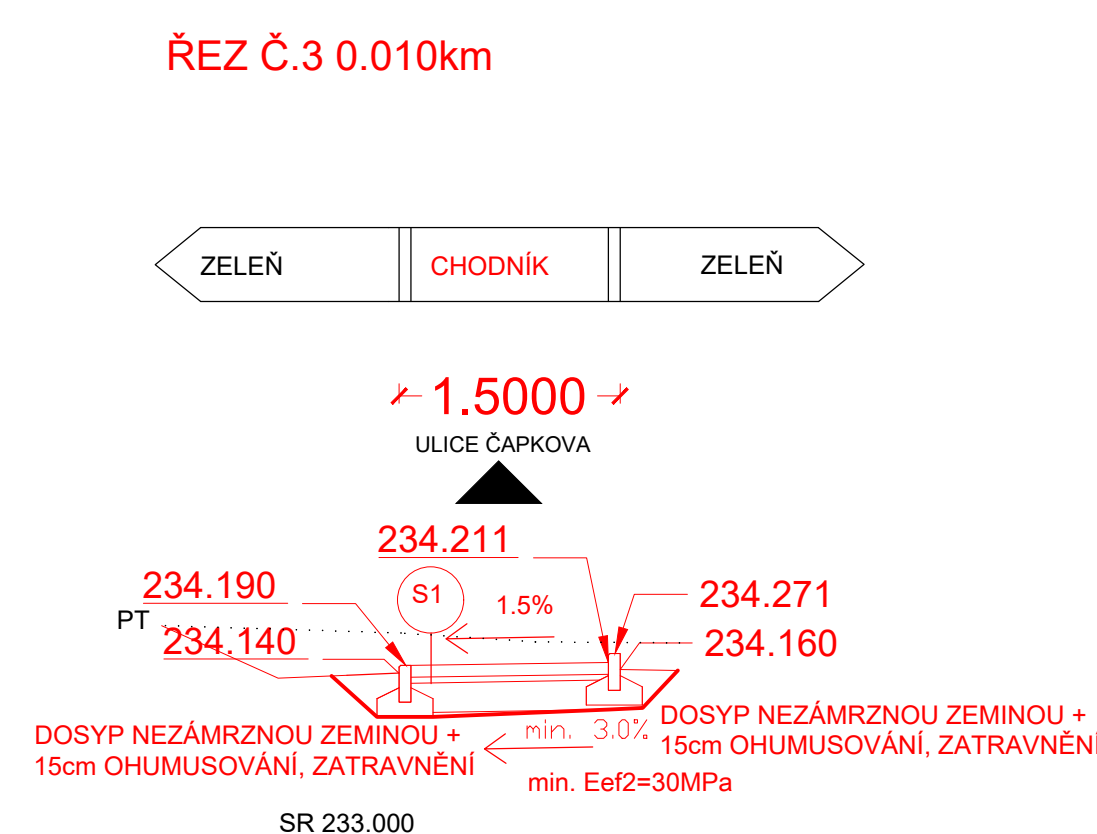 ŘEZ Č.3 0.010km
ZELEŇ
CHODNÍK
ZELEŇ
1.5000
ULICE ČAPKOVA
234.211
234.190
S1
1.5%
234.271
PT
234.140
234.160
DOSYP NEZÁMRZNOU ZEMINOU +
15cm OHUMUSOVÁNÍ, ZATRAVNĚNÍ
min. 3.0%
DOSYP NEZÁMRZNOU ZEMINOU +
15cm OHUMUSOVÁNÍ, ZATRAVNĚNÍ
min. Eef2=30MPa
SR 233.000